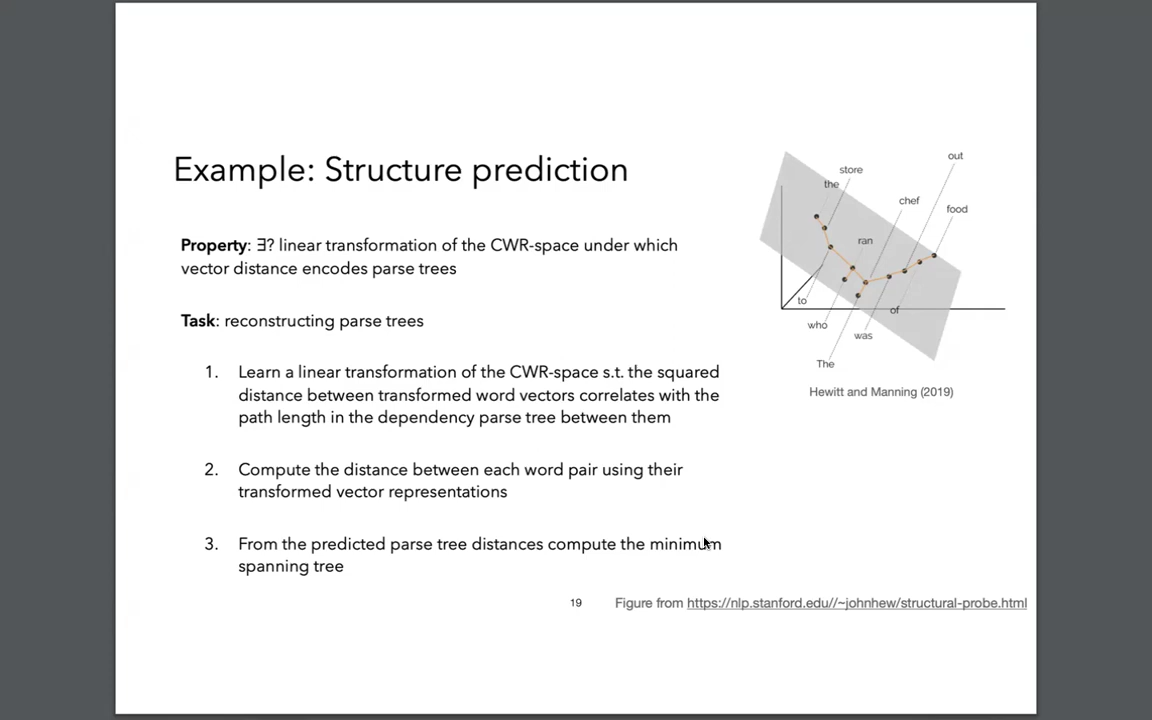 Example: Structure prediction
Property: ∃? linear transformation of the CWR-space under which
vector distance encodes parse trees
Task: reconstructing parse trees
1. Learn a linear transformation of the CWR-space s.t. the squared
distance between transformed word vectors correlates with the
path length in the dependency parse tree between them
2. Compute the distance between each word pair using their
transformed vector representations
3. From the predicted parse tree distances compute the minimum
spanning tree
out
store
the
chef
food
ran
to
of
who
was
The
Hewitt and Manning (2019)
19
Figure from https://nlp.stanford.edu//~johnhew/structural-probe.html